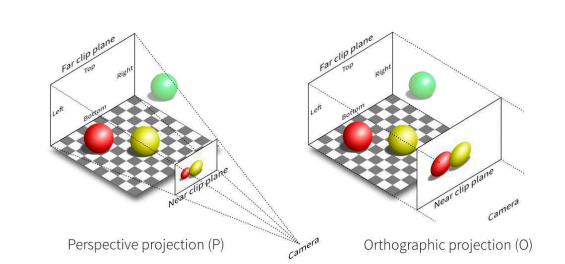 Far clip plane
Top
Right
Left
Bottom
Near clip plane
Camera
Perspective projection (P)
Far clip plane
Top
Right
Left
Bottom
Near clip plane
Camera
Orthographic projection (O)